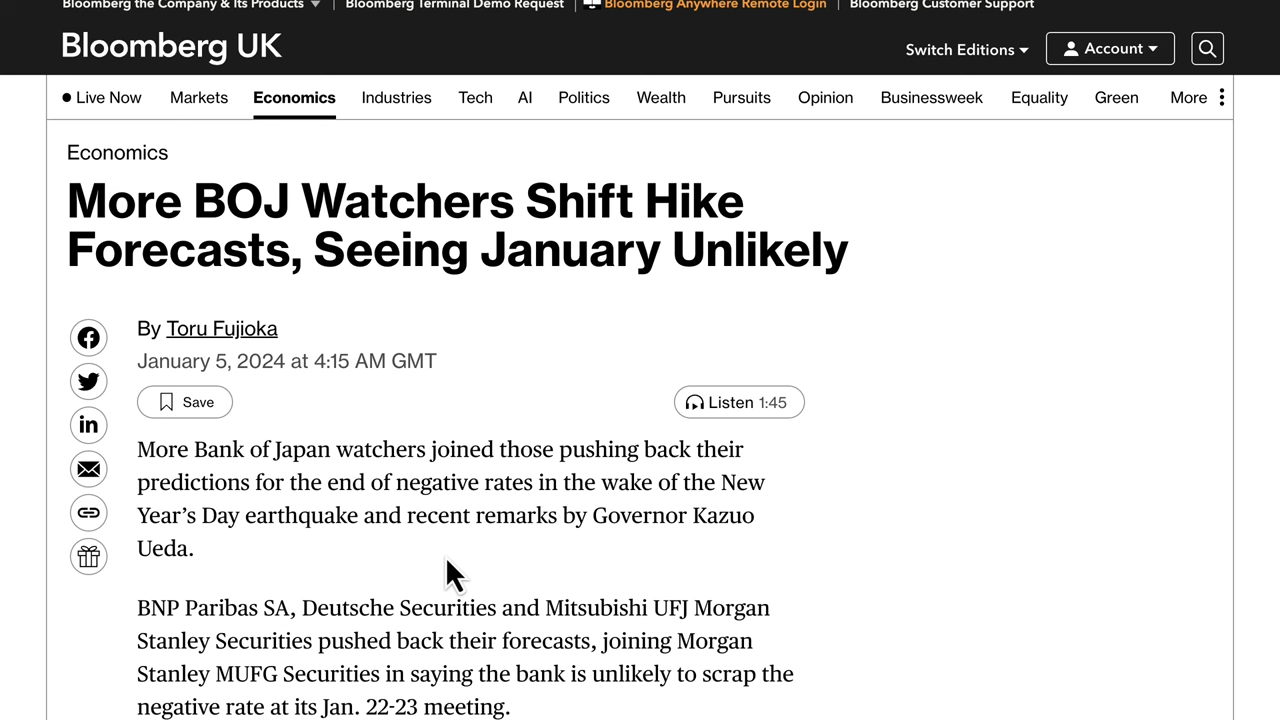 Bloomberg the Company & Its Products
Bloomberg Terminal Demo Request
Bloomberg Anywhere Remote Login
Bloomberg Customer Support
Bloomberg UK
Switch Editions
Account
Live Now
Markets
Economics
Industries
Tech
AI
Politics
Wealth
Pursuits
Opinion
Businessweek
Equality
Green
More
Economics
More BOJ Watchers Shift Hike
Forecasts, Seeing January Unlikely
By Toru Fujioka
January 5, 2024 at 4:15 AM GMT
Save
Listen 1:45
More Bank of Japan watchers joined those pushing back their
predictions for the end of negative rates in the wake of the New
Year’s Day earthquake and recent remarks by Governor Kazuo
Ueda.
BNP Paribas SA, Deutsche Securities and Mitsubishi UFJ Morgan
Stanley Securities pushed back their forecasts, joining Morgan
Stanley MUFG Securities in saying the bank is unlikely to scrap the
negative rate at its Jan. 22-23 meeting.